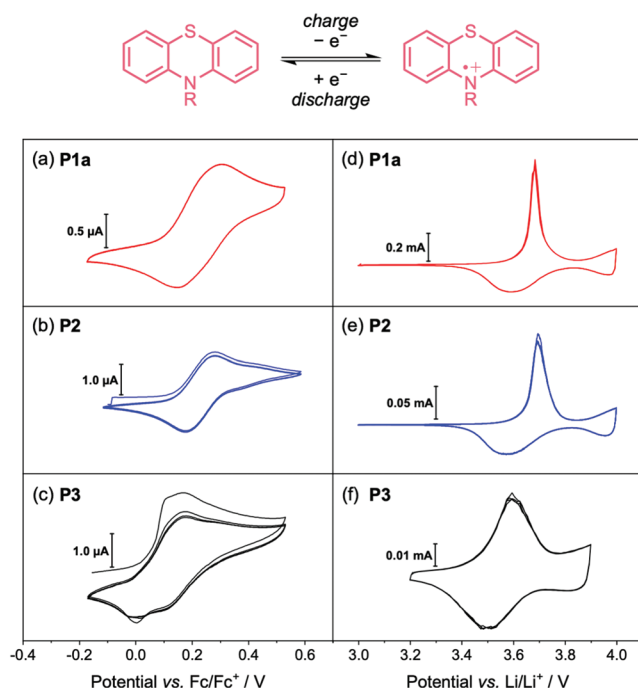 charge
− e⁻
+ e⁻
discharge
S
N
R
S
N
•+
R
(a) P1a
0.5 µA
(d) P1a
0.2 mA
(b) P2
1.0 µA
(e) P2
0.05 mA
(c) P3
1.0 µA
(f) P3
0.01 mA
-0.4 -0.2 0.0 0.2 0.4 0.6
3.0 3.2 3.4 3.6 3.8 4.0
Potential vs. Fc/Fc⁺ / V
Potential vs. Li/Li⁺ / V